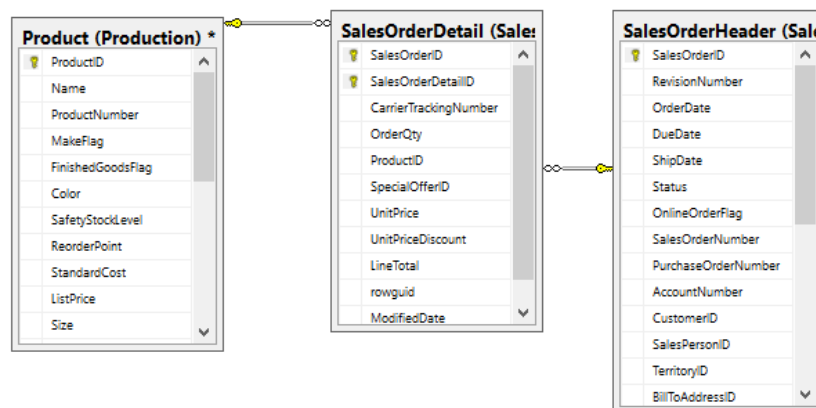 Product (Production) *
ProductID
Name
ProductNumber
MakeFlag
FinishedGoodsFlag
Color
SafetyStockLevel
ReorderPoint
StandardCost
ListPrice
Size
SalesOrderDetail (Sales
SalesOrderID
SalesOrderDetailID
CarrierTrackingNumber
OrderQty
ProductID
SpecialOfferID
UnitPrice
UnitPriceDiscount
LineTotal
rowguid
ModifiedDate
SalesOrderHeader (Sale
SalesOrderID
RevisionNumber
OrderDate
DueDate
ShipDate
Status
OnlineOrderFlag
SalesOrderNumber
PurchaseOrderNumber
AccountNumber
CustomerID
SalesPersonID
TerritoryID
BillToAddressID